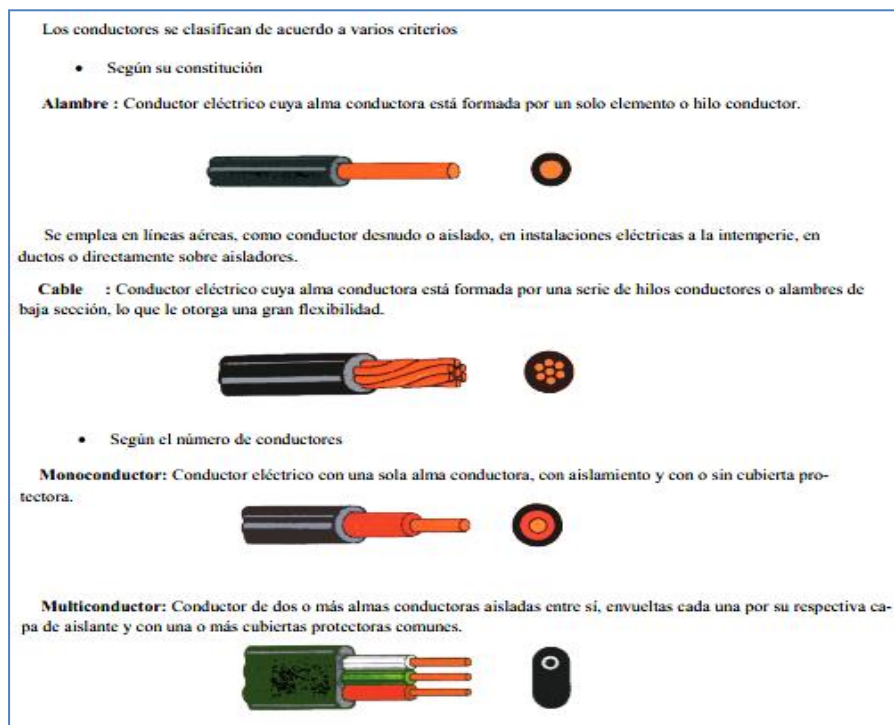 Los conductores se clasifican de acuerdo a varios criterios
• Según su constitución
Alambre : Conductor eléctrico cuya alma conductora está formada por un solo elemento o hilo conductor.
Se emplea en líneas aéreas, como conductor desnudo o aislado, en instalaciones eléctricas a la intemperie, en
ductos o directamente sobre aisladores.
Cable : Conductor eléctrico cuya alma conductora está formada por una serie de hilos conductores o alambres de
baja sección, lo que le otorga una gran flexibilidad.
• Según el número de conductores
Monoconductor: Conductor eléctrico con una sola alma conductora, con aislamiento y con o sin cubierta pro-
tectora.
Multiconductor: Conductor de dos o más almas conductoras aisladas entre sí, envueltas cada una por su respectiva ca-
pa de aislante y con una o más cubiertas protectoras comunes.